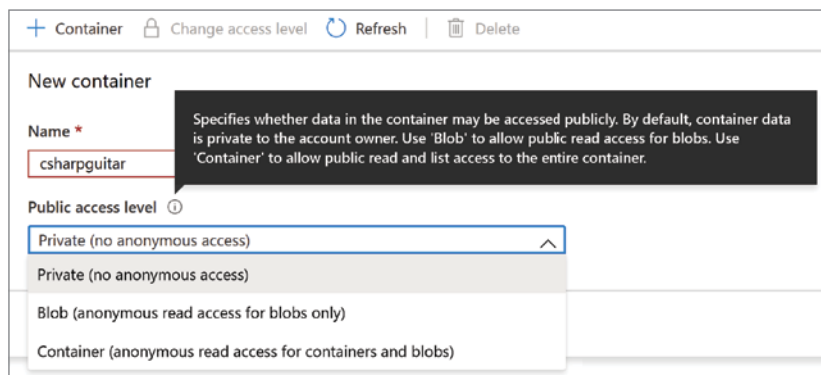 + Container Change access level Refresh Delete
New container
Specifies whether data in the container may be accessed publicly. By default, container data
is private to the account owner. Use 'Blob' to allow public read access for blobs. Use
'Container' to allow public read and list access to the entire container.
Name *
csharpguitar
Public access level
Private (no anonymous access)
Private (no anonymous access)
Blob (anonymous read access for blobs only)
Container (anonymous read access for containers and blobs)